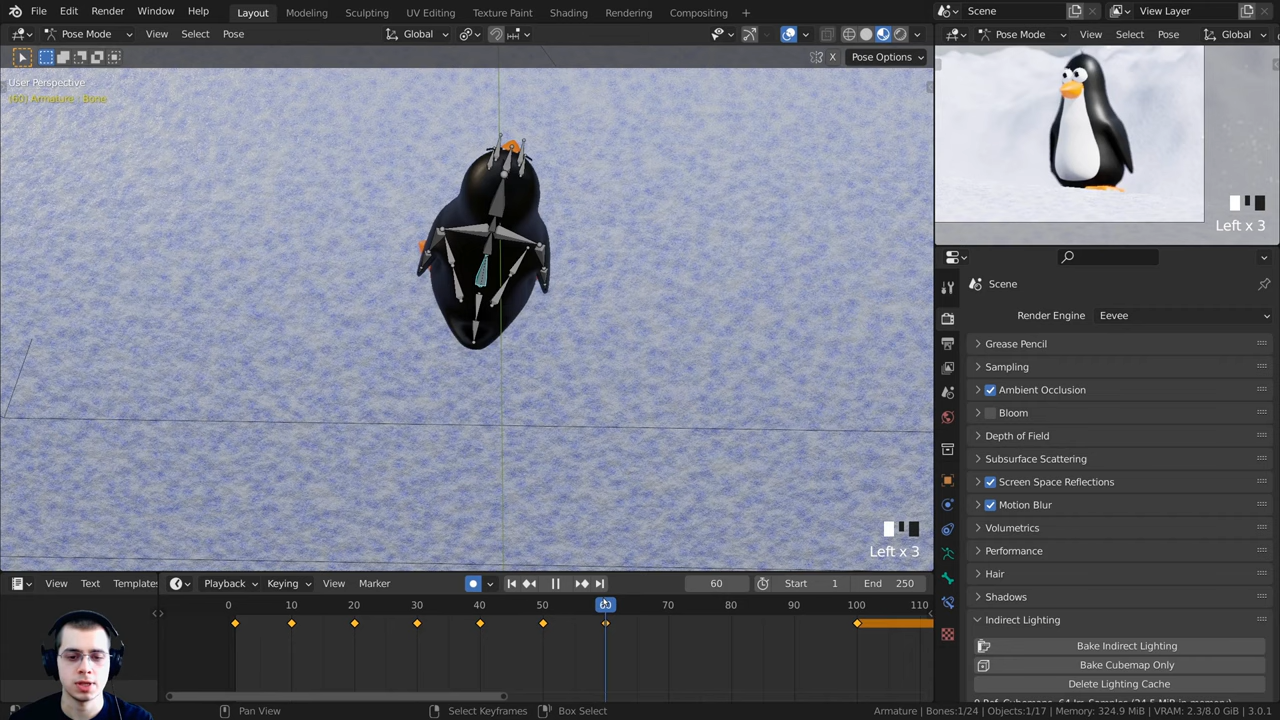 File Edit Render Window Help Layout Modeling Sculpting UV Editing Texture Paint Shading Rendering Compositing + Scene View Layer
Pose Mode View Select Pose Global Pose Mode View Select Pose Global
X Pose Options
User Perspective
(60) Armature : Bone
Left x 3
Scene
Render Engine Eevee
Grease Pencil
Sampling
Ambient Occlusion
Bloom
Depth of Field
Subsurface Scattering
Screen Space Reflections
Motion Blur
Volumetrics
Performance
Hair
Shadows
Indirect Lighting
Bake Indirect Lighting
Bake Cubemap Only
Delete Lighting Cache
Left x 3
View Text Templates Playback Keying View Marker 60 Start 1 End 250
0 10 20 30 40 50 60 70 80 90 100 110
Pan View Select Keyframes Box Select Armature | Bones:1/24 | Objects:1/17 | Memory: 324.9 MiB | VRAM: 2.3/8.0 GiB | 3.0.1